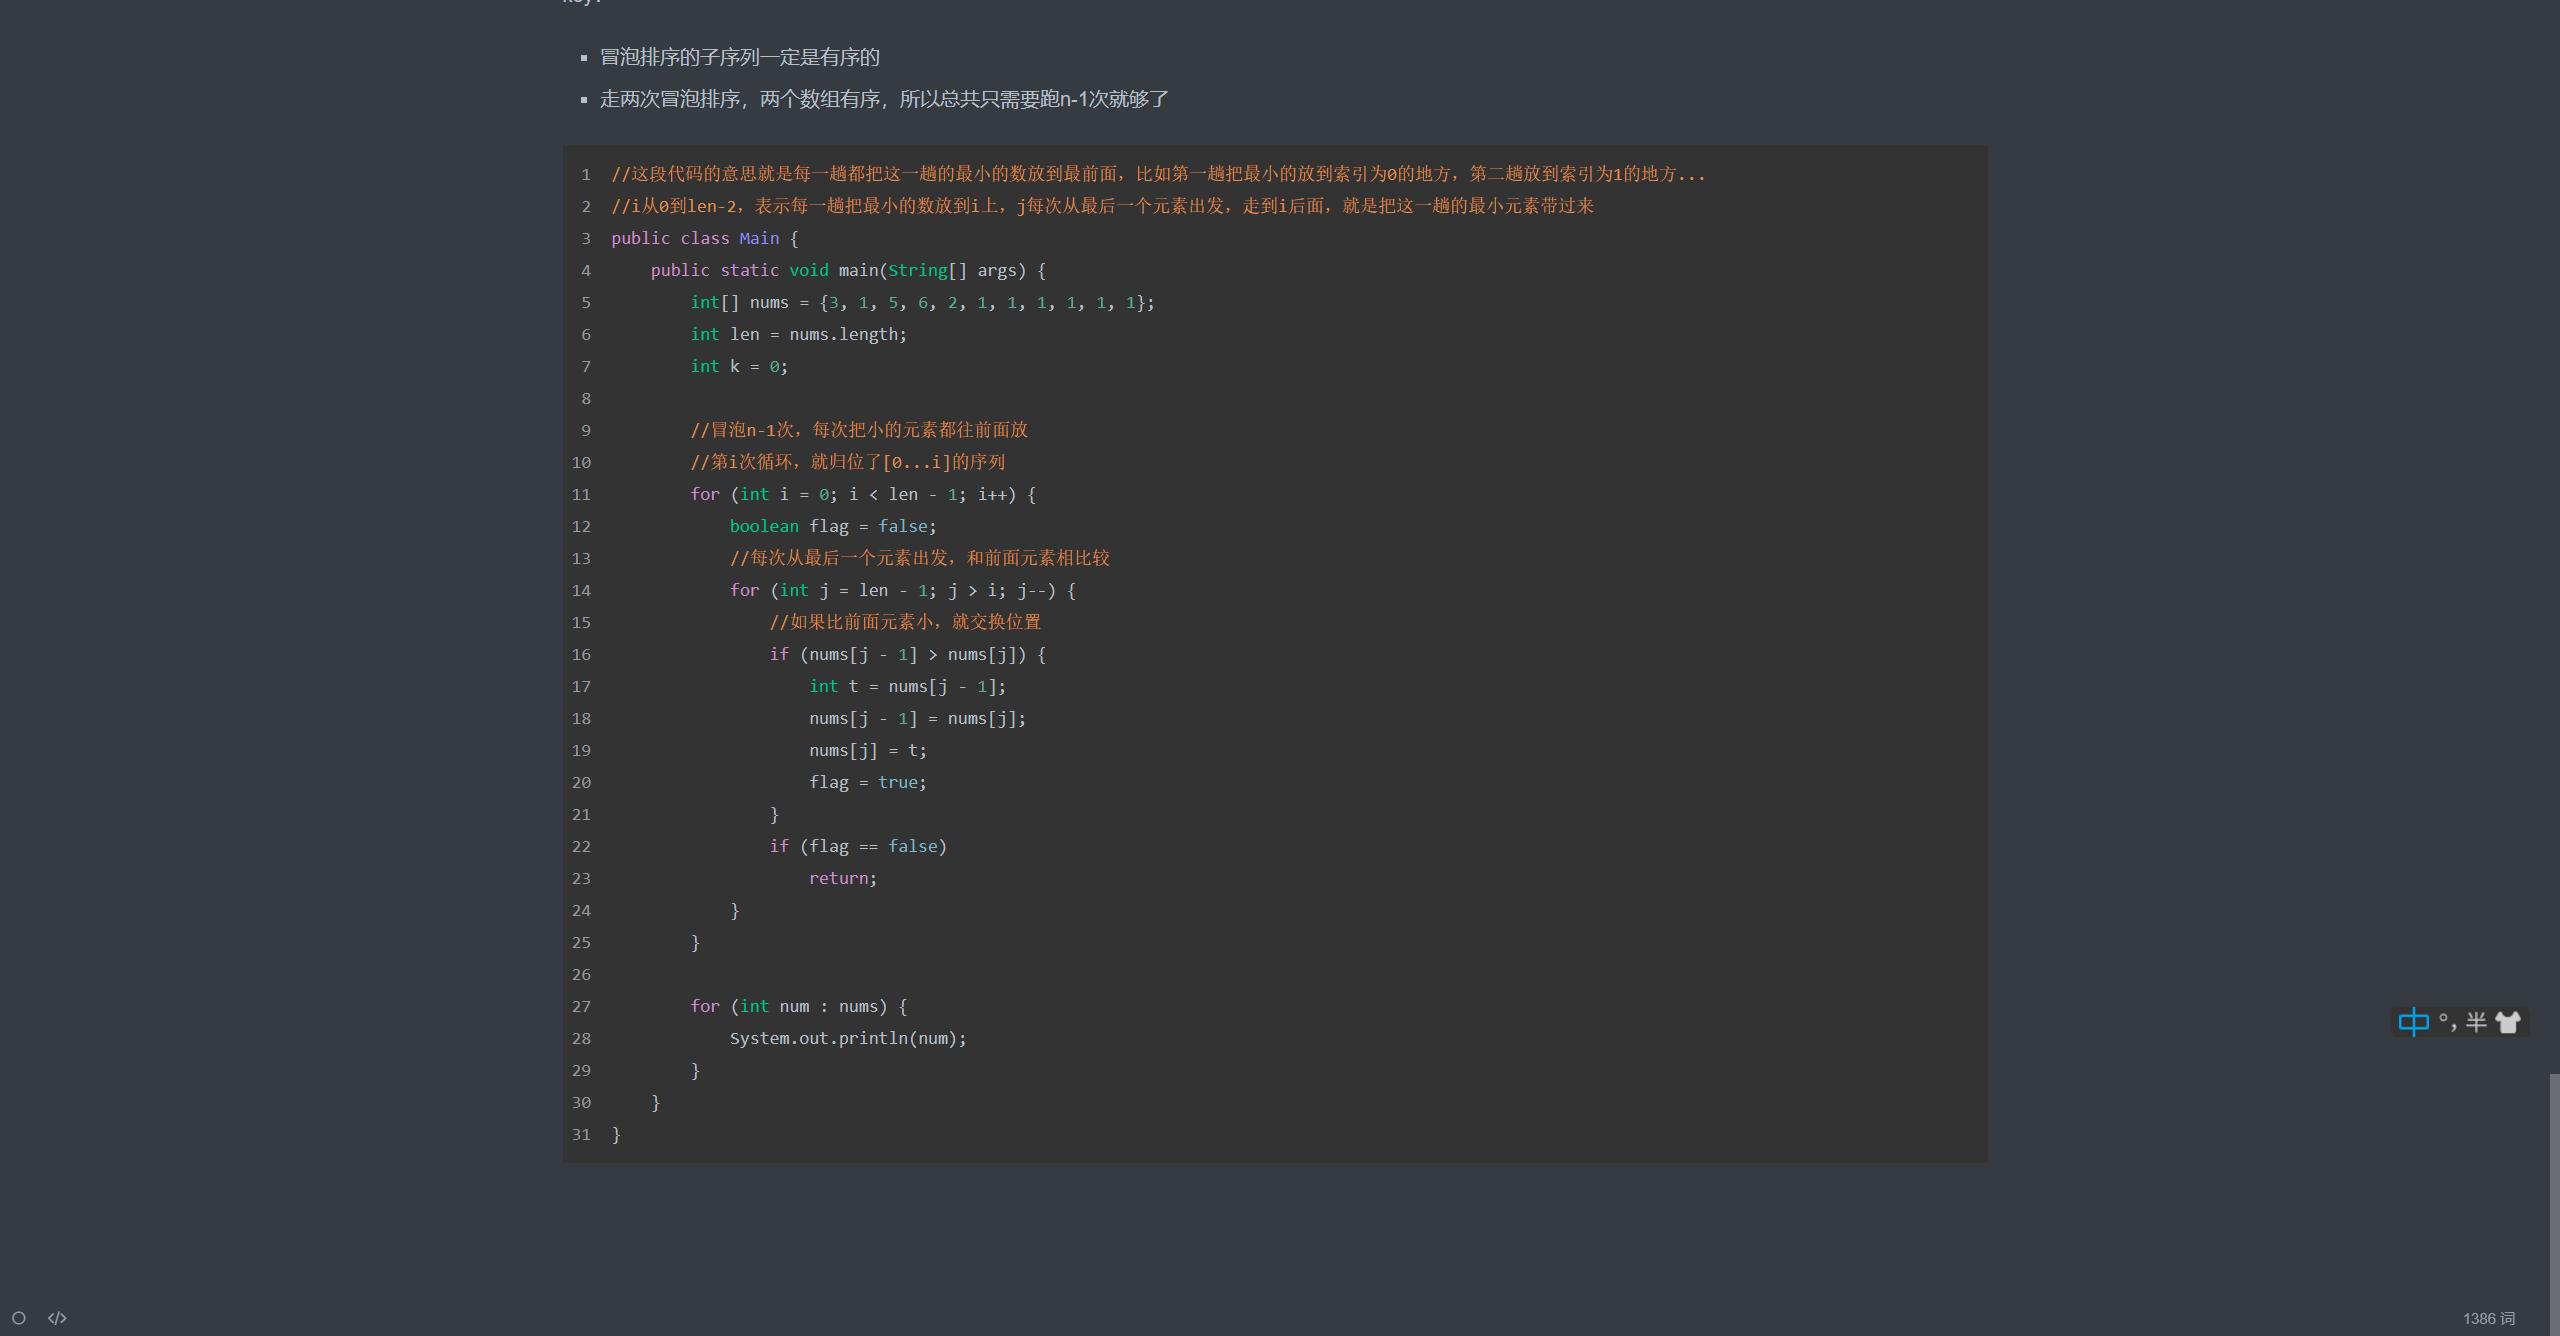 冒泡排序的子序列一定是有序的
走两次冒泡排序，两个数组有序，所以总共只需要跑n-1次就够了
1 //这段代码的意思就是每一趟都把这一趟的最小的数放到最前面，比如第一趟把最小的放到索引为0的地方，第二趟放到索引为1的地方...
2 //i从0到len-2，表示每一趟把最小的数放到i上，j每次从最后一个元素出发，走到i后面，就是把这一趟的最小元素带过来
3 public class Main {
4     public static void main(String[] args) {
5         int[] nums = {3, 1, 5, 6, 2, 1, 1, 1, 1, 1, 1};
6         int len = nums.length;
7         int k = 0;
8
9         //冒泡n-1次，每次把小的元素都往前面放
10         //第i次循环，就归位了[0...i]的序列
11         for (int i = 0; i < len - 1; i++) {
12             boolean flag = false;
13             //每次从最后一个元素出发，和前面元素相比较
14             for (int j = len - 1; j > i; j--) {
15                 //如果比前面元素小，就交换位置
16                 if (nums[j - 1] > nums[j]) {
17                     int t = nums[j - 1];
18                     nums[j - 1] = nums[j];
19                     nums[j] = t;
20                     flag = true;
21                 }
22                 if (flag == false)
23                     return;
24             }
25         }
26
27         for (int num : nums) {
28             System.out.println(num);
29         }
30     }
31 }
中 °, 半
</>
1386 词